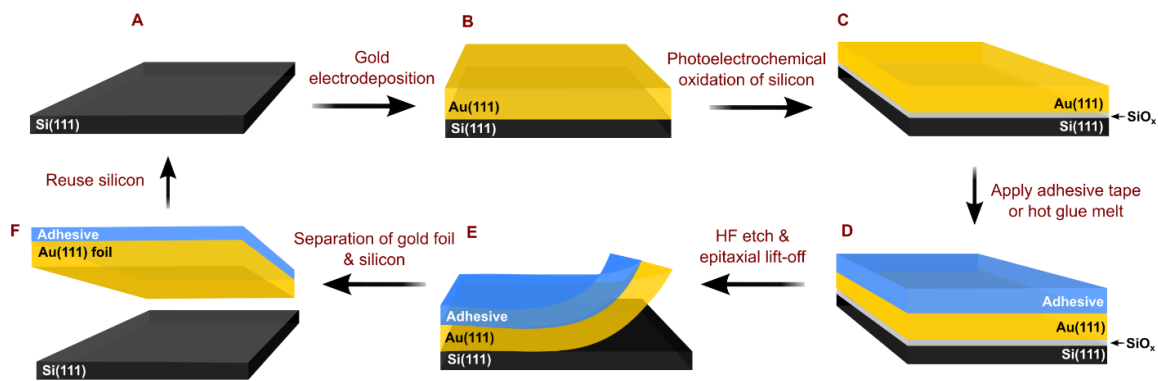 A
Si(111)
Gold
electrodeposition
B
Au(111)
Si(111)
Photoelectrochemical
oxidation of silicon
C
Au(111)
SiOₓ
Si(111)
Apply adhesive tape
or hot glue melt
D
Adhesive
Au(111)
SiOₓ
Si(111)
HF etch &
epitaxial lift-off
E
Adhesive
Au(111)
Si(111)
Separation of gold foil
& silicon
F
Adhesive
Au(111) foil
Si(111)
Reuse silicon